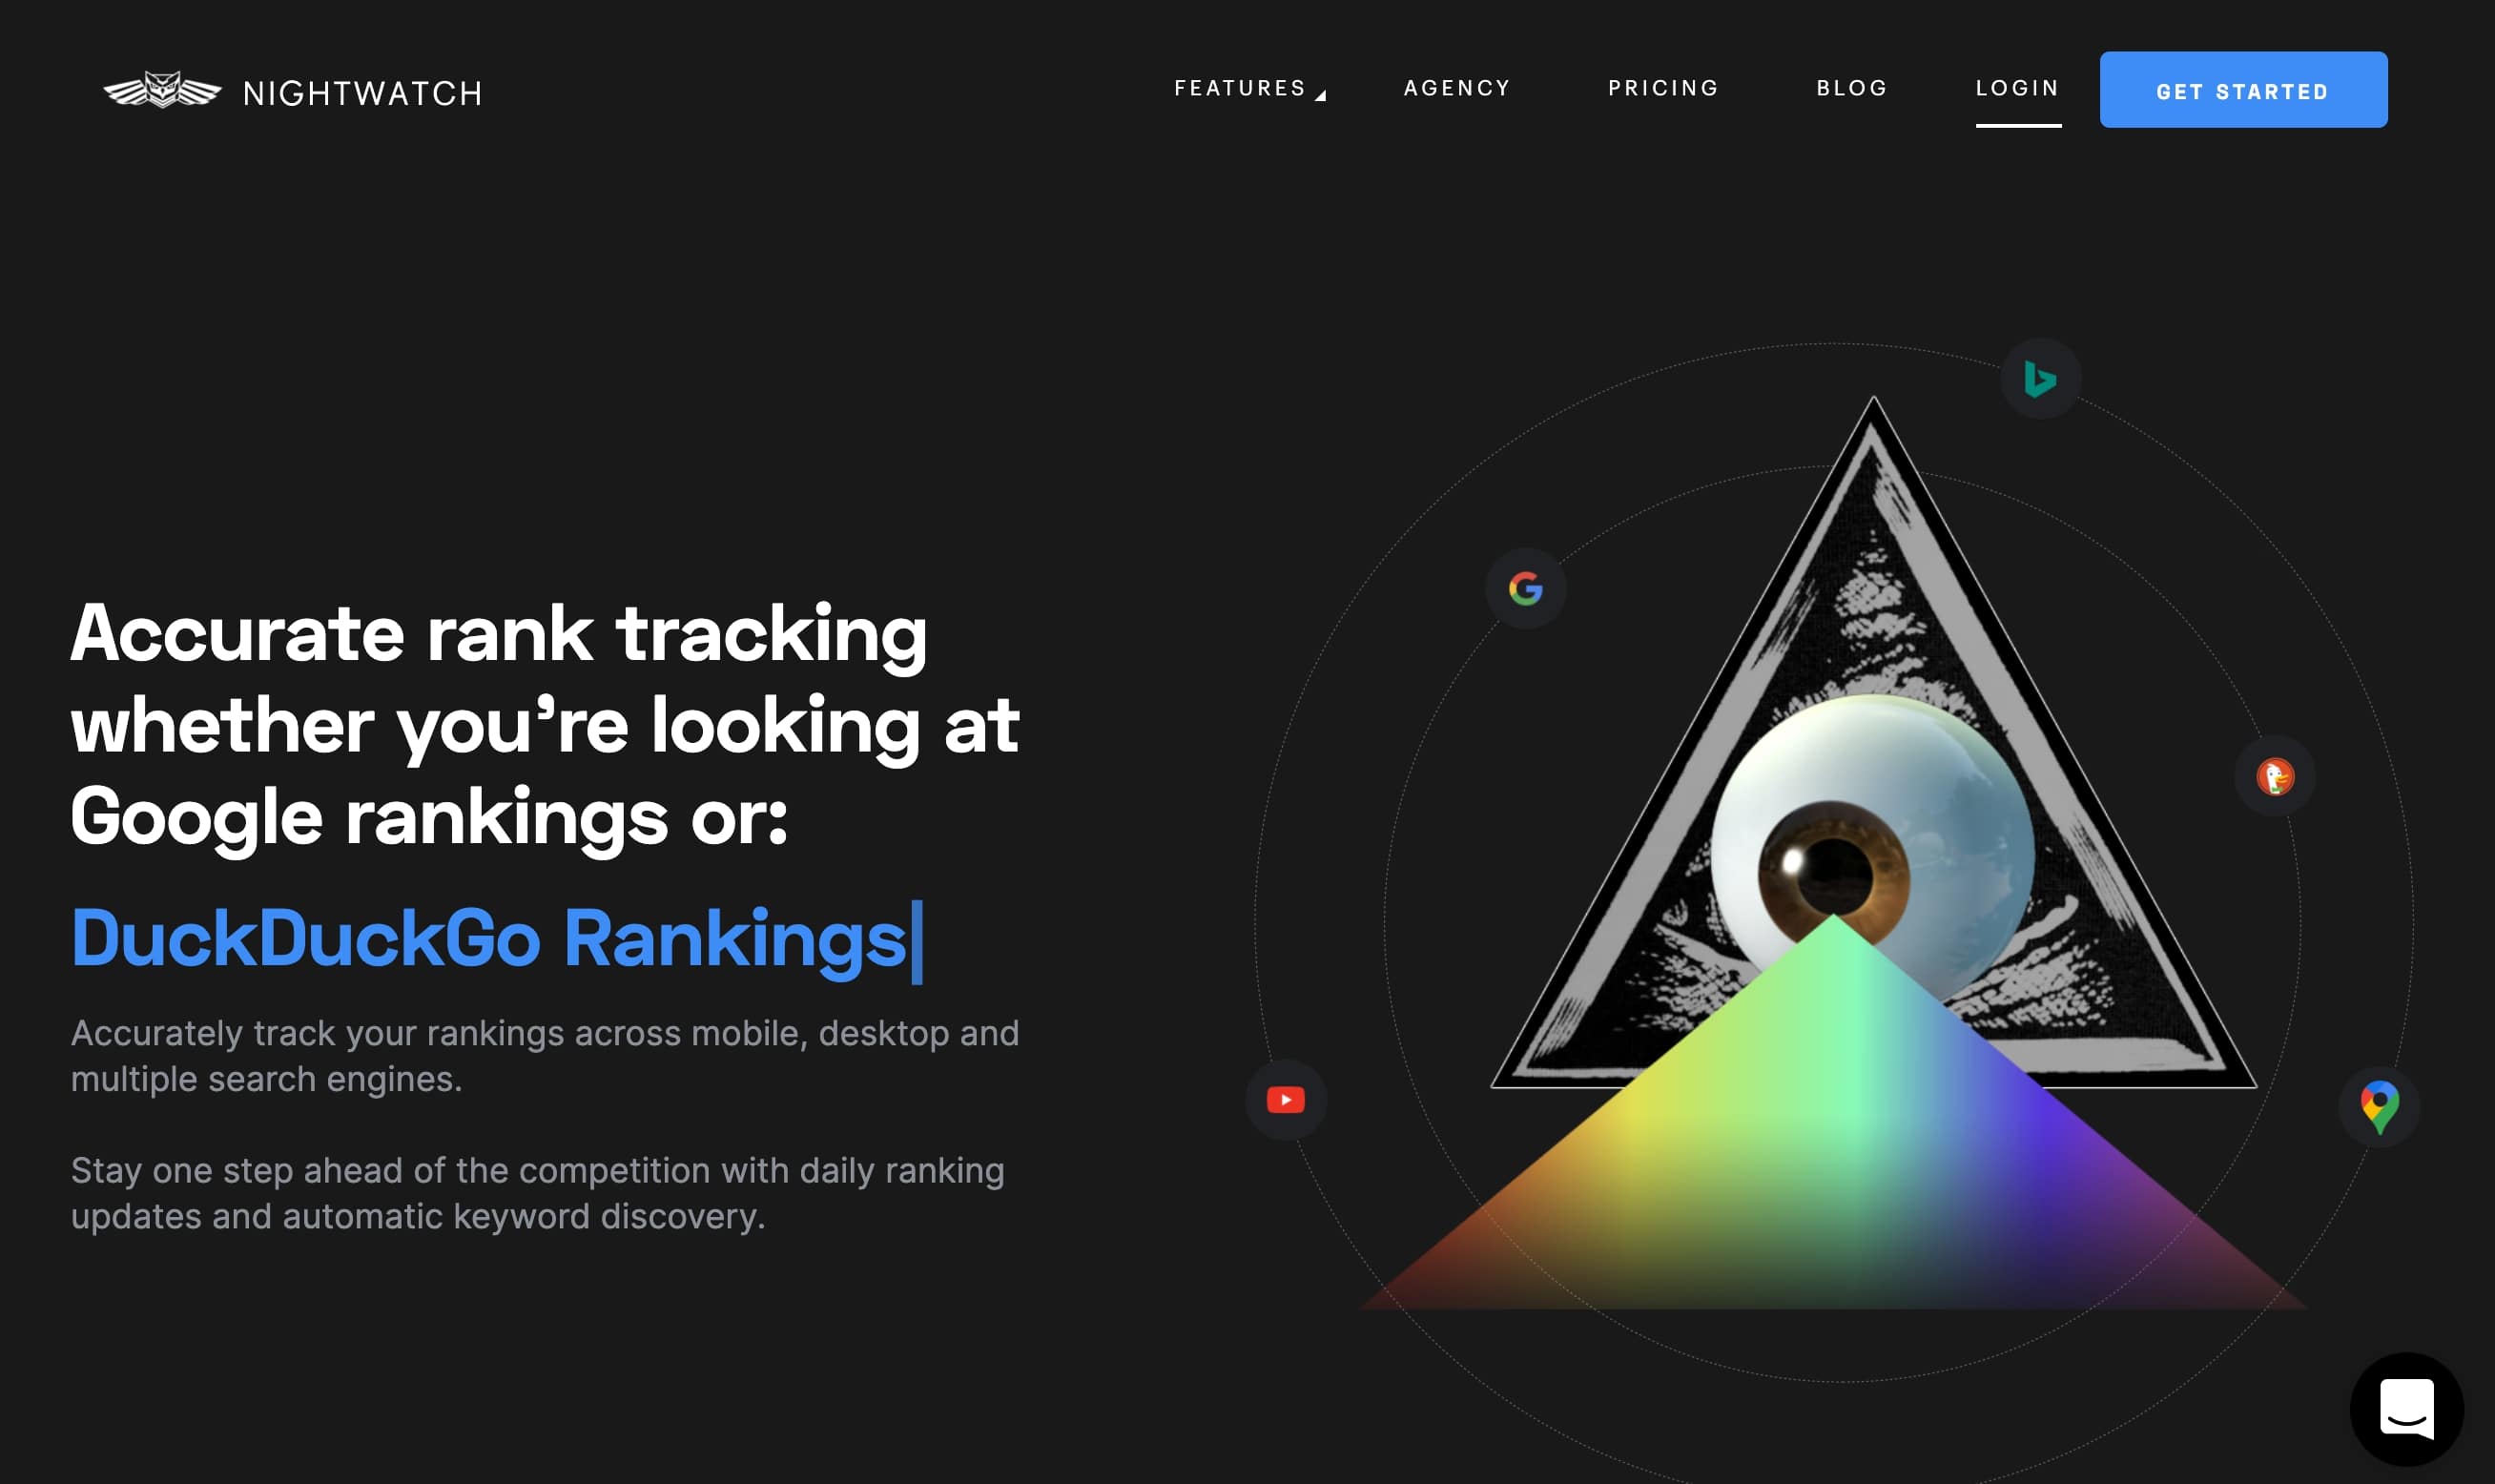 NIGHTWATCH
FEATURES
AGENCY
PRICING
BLOG
LOGIN
GET STARTED
Accurate rank tracking
whether you’re looking at
Google rankings or:
DuckDuckGo Rankings
Accurately track your rankings across mobile, desktop and
multiple search engines.
Stay one step ahead of the competition with daily ranking
updates and automatic keyword discovery.